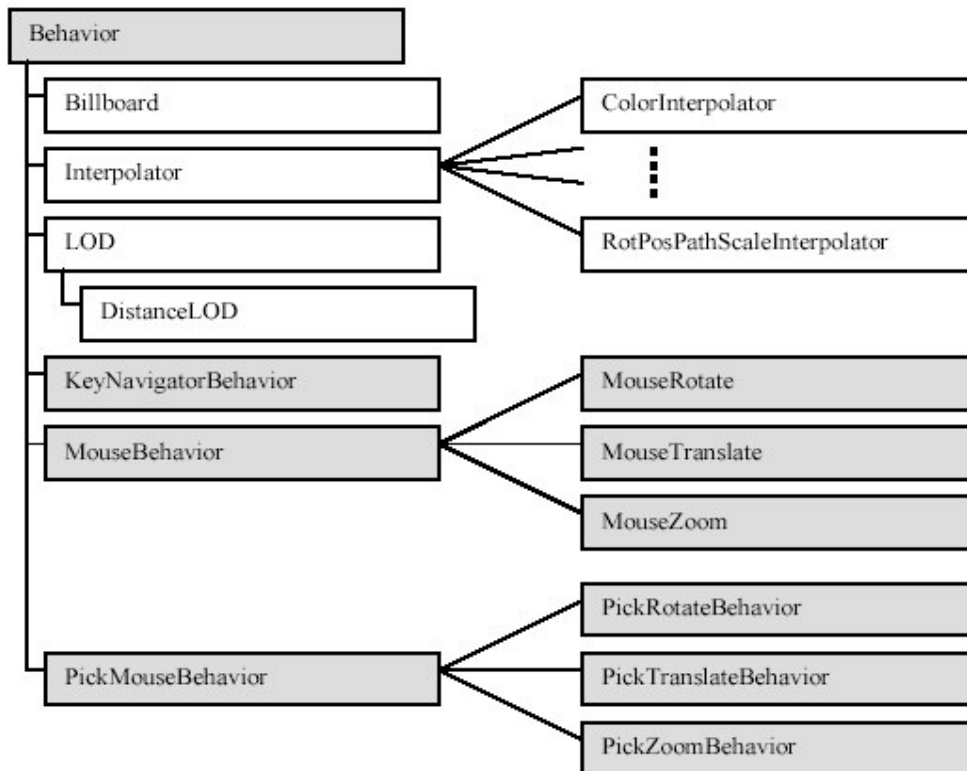 Behavior
Billboard
ColorInterpolator
Interpolator
LOD
RotPosPathScaleInterpolator
DistanceLOD
KeyNavigatorBehavior
MouseRotate
MouseBehavior
MouseTranslate
MouseZoom
PickRotateBehavior
PickMouseBehavior
PickTranslateBehavior
PickZoomBehavior